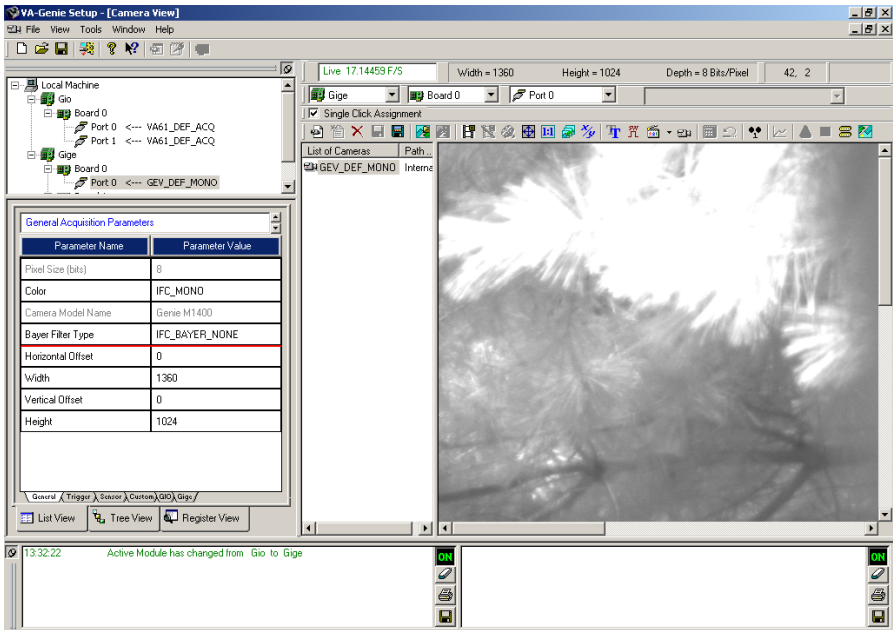 VA-Genie Setup - [Camera View]
File View Tools Window Help
Live 17.14459 F/S Width = 1360 Height = 1024 Depth = 8 Bits/Pixel 42, 2
Local Machine
Gio
Board 0
Port 0 <--- VA61_DEF_ACQ
Port 1 <--- VA61_DEF_ACQ
Gige
Board 0
Port 0 <--- GEV_DEF_MONO
Gige Board 0 Port 0
Single Click Assignment
List of Cameras Path ..
GEV_DEF_MONO Interna
General Acquisition Parameters
Parameter Name Parameter Value
Pixel Size (bits) 8
Color IFC_MONO
Camera Model Name Genie M1400
Bayer Filter Type IFC_BAYER_NONE
Horizontal Offset 0
Width 1360
Vertical Offset 0
Height 1024
General Trigger Sensor Custom GIO Gige
List View Tree View Register View
13:32:22 Active Module has changed from Gio to Gige
ON
ON